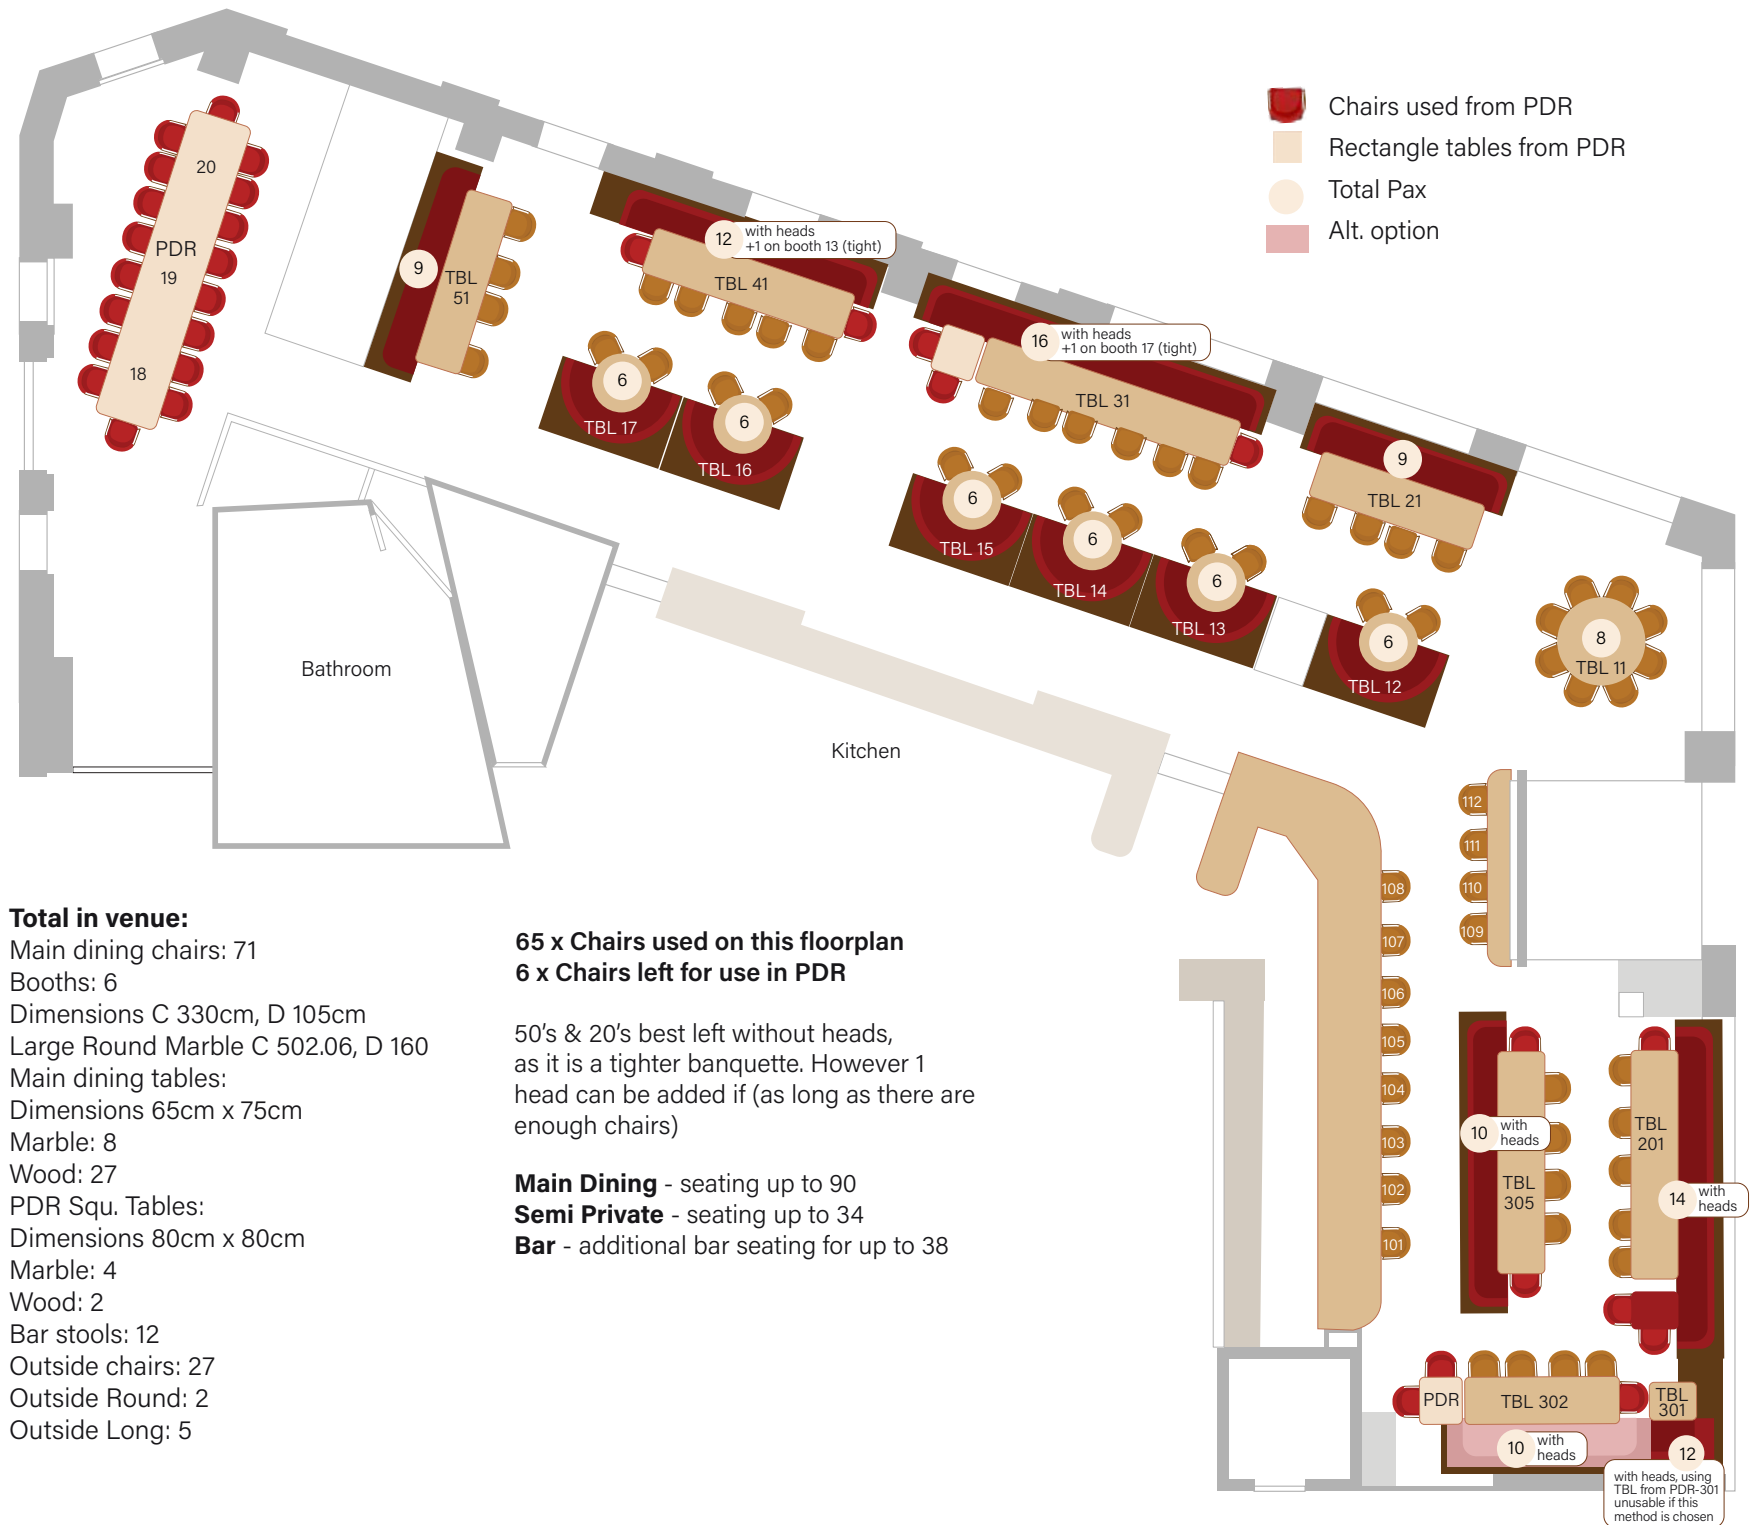 Chairs used from PDR
Rectangle tables from PDR
Total Pax
Alt. option
20
PDR
19
18
9
TBL
51
12
with heads
+1 on booth 13 (tight)
TBL 41
6
TBL 17
6
TBL 16
16
with heads
+1 on booth 17 (tight)
TBL 31
9
TBL 21
6
TBL 15
6
TBL 14
6
TBL 13
6
TBL 12
8
TBL 11
Bathroom
Kitchen
112
111
110
109
108
107
106
105
104
103
102
101
10
with
heads
TBL
305
TBL
201
14
with
heads
PDR
TBL 302
TBL
301
10
with
heads
12
with heads, using
TBL from PDR-301
unusable if this
method is chosen
Total in venue:
Main dining chairs: 71
Booths: 6
Dimensions C 330cm, D 105cm
Large Round Marble C 502.06, D 160
Main dining tables:
Dimensions 65cm x 75cm
Marble: 8
Wood: 27
PDR Squ. Tables:
Dimensions 80cm x 80cm
Marble: 4
Wood: 2
Bar stools: 12
Outside chairs: 27
Outside Round: 2
Outside Long: 5
65 x Chairs used on this floorplan
6 x Chairs left for use in PDR
50's & 20's best left without heads,
as it is a tighter banquette. However 1
head can be added if (as long as there are
enough chairs)
Main Dining - seating up to 90
Semi Private - seating up to 34
Bar - additional bar seating for up to 38